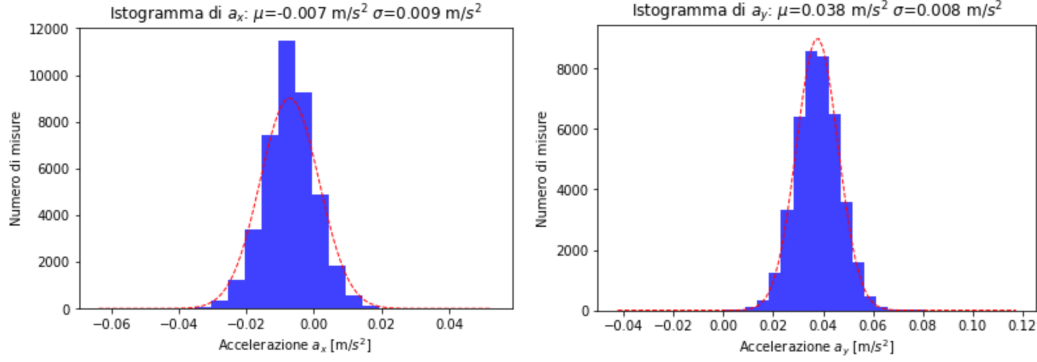 Istogramma di aₓ: μ=-0.007 m/s² σ=0.009 m/s²
12000
10000
8000
6000
4000
2000
0
Numero di misure
−0.06 −0.04 −0.02 0.00 0.02 0.04
Accelerazione aₓ [m/s²]
Istogramma di a_y: μ=0.038 m/s² σ=0.008 m/s²
8000
6000
4000
2000
0
Numero di misure
−0.04 −0.02 0.00 0.02 0.04 0.06 0.08 0.10 0.12
Accelerazione a_y [m/s²]